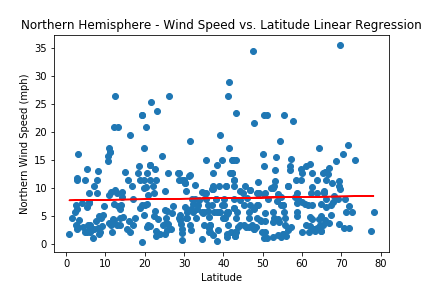 Northern Hemisphere - Wind Speed vs. Latitude Linear Regression
Northern Wind Speed (mph)
35
30
25
20
15
10
5
0
0 10 20 30 40 50 60 70 80
Latitude